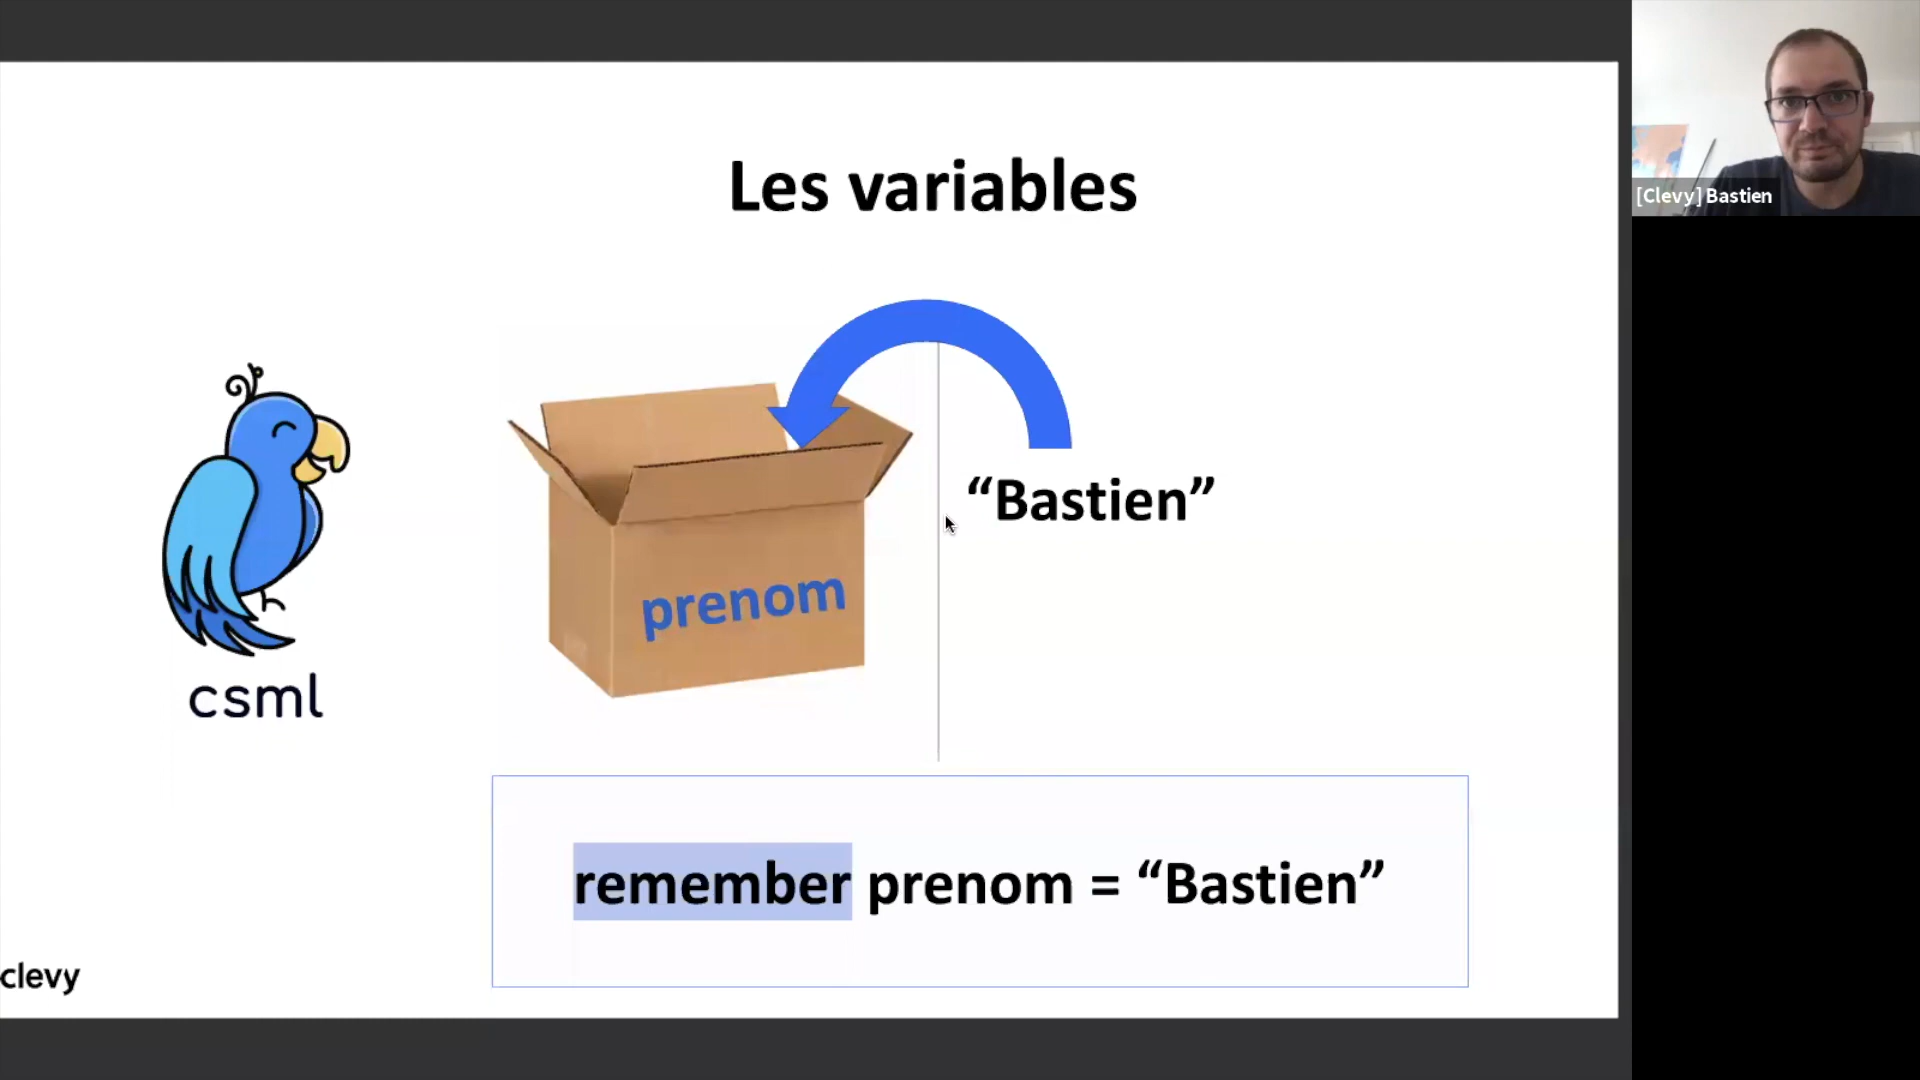 Les variables
[Clevy] Bastien
“Bastien”
prenom
csml
remember prenom = “Bastien”
clevy